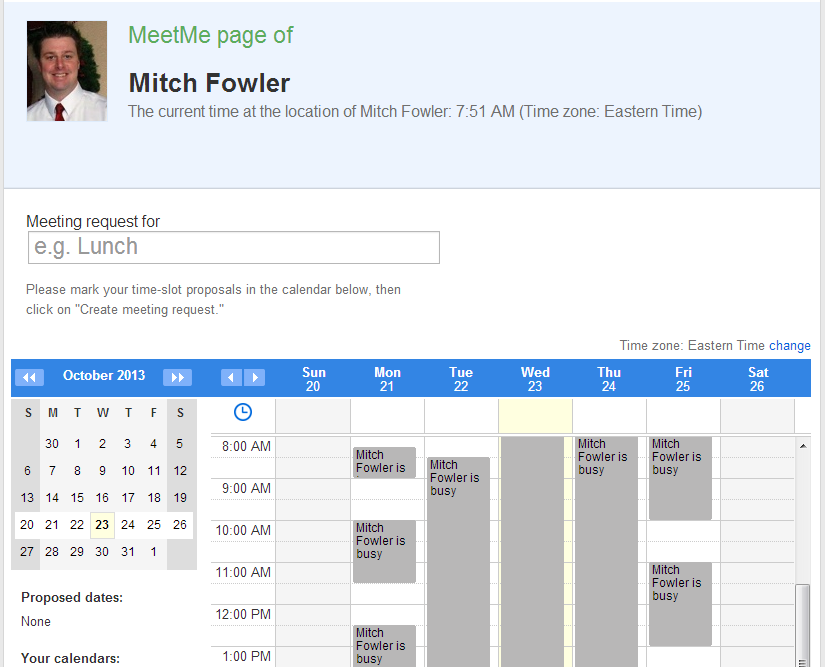 MeetMe page of
Mitch Fowler
The current time at the location of Mitch Fowler: 7:51 AM (Time zone: Eastern Time)
Meeting request for
e.g. Lunch
Please mark your time-slot proposals in the calendar below, then
click on "Create meeting request."
Time zone: Eastern Time change
October 2013
Sun Mon Tue Wed Thu Fri Sat
20 21 22 23 24 25 26
S M T W T F S
30 1 2 3 4 5
6 7 8 9 10 11 12
13 14 15 16 17 18 19
20 21 22 23 24 25 26
27 28 29 30 31 1
Proposed dates:
None
Your calendars:
8:00 AM
9:00 AM
10:00 AM
11:00 AM
12:00 PM
1:00 PM
Mitch
Fowler is
Mitch
Fowler is
busy
Mitch
Fowler is
busy
Mitch
Fowler is
busy
Mitch
Fowler is
busy
Mitch
Fowler is
busy
Mitch
Fowler is
busy